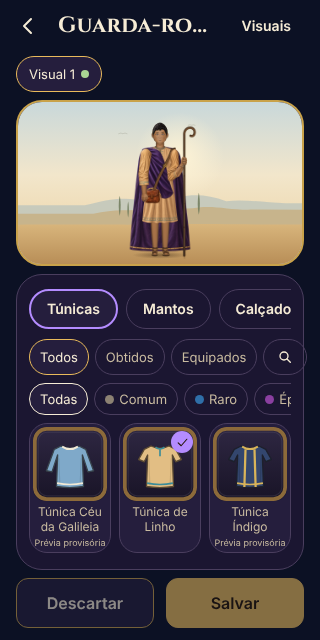 Guarda-ro... Visuais
Visual 1
Túnicas Mantos Calçado
Todos Obtidos Equipados
Todas Comum Raro Ép
Túnica Céu da Galileia
Prévia provisória
Túnica de Linho
Túnica Índigo
Prévia provisória
Descartar Salvar